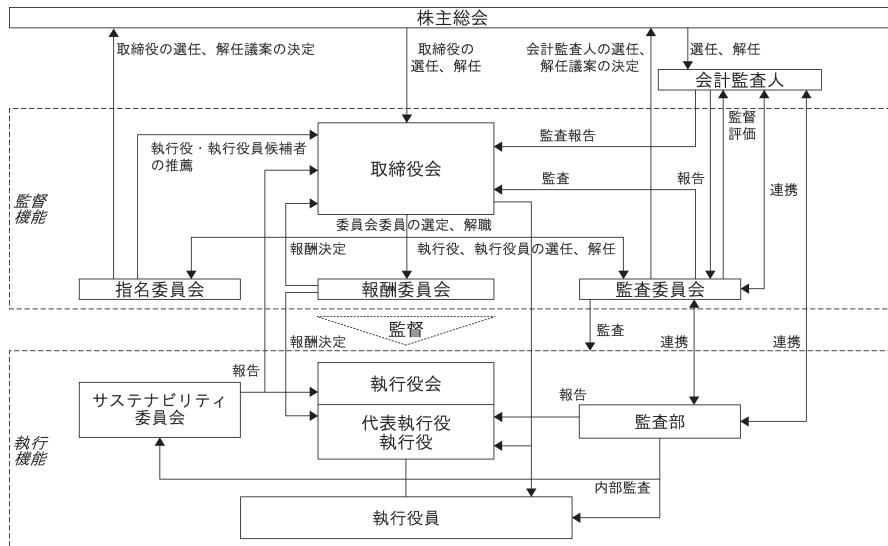 株主総会
取締役の選任、解任議案の決定
取締役の
選任、解任
会計監査人の選任、
解任議案の決定
選任、解任
会計監査人
監督
機能
執行役・執行役員候補者
の推薦
取締役会
監査報告
監査
報告
監督
評価
連携
委員会委員の選定、解職
報酬決定
執行役、執行役員の選任、解任
指名委員会
報酬委員会
監査委員会
監督
報酬決定
監査
連携
連携
執行
機能
報告
サステナビリティ
委員会
執行役会
代表執行役
執行役
報告
監査部
内部監査
執行役員